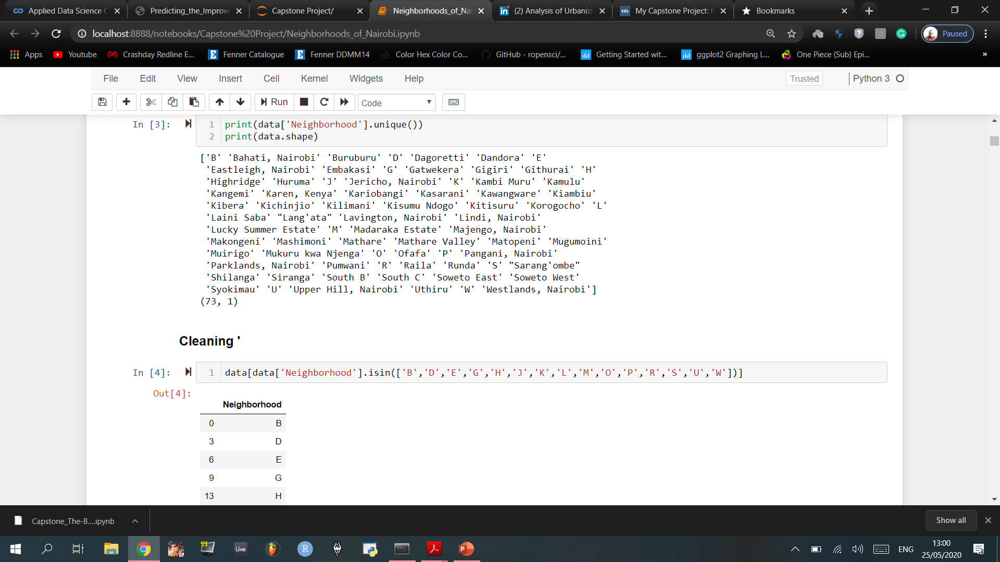 Applied Data Science C
Predicting_the_Improve
Capstone Project/
Neighborhoods_of_Nai
(2) Analysis of Urbanizi
My Capstone Project: R
Bookmarks
localhost:8888/notebooks/Capstone%20Project/Neighborhoods_of_Nairobi.ipynb
Paused
Apps
Youtube
Crashday Redline E...
Fenner Catalogue
Fenner DDMM14
Color Hex Color Co...
GitHub - ropensci/...
Getting Started wit...
ggplot2 Graphing L...
One Piece (Sub) Epi...
»
File Edit View Insert Cell Kernel Widgets Help
Trusted
Python 3
Run
Code
In [3]:
1 print(data['Neighborhood'].unique())
2 print(data.shape)
['B' 'Bahati, Nairobi' 'Buruburu' 'D' 'Dagoretti' 'Dandora' 'E'
'Eastleigh, Nairobi' 'Embakasi' 'G' 'Gatwekera' 'Gigiri' 'Githurai' 'H'
'Highridge' 'Huruma' 'J' 'Jericho, Nairobi' 'K' 'Kambi Muru' 'Kamulu'
'Kangemi' 'Karen, Kenya' 'Kariobangi' 'Kasarani' 'Kawangware' 'Kiambiu'
'Kibera' 'Kichinjio' 'Kilimani' 'Kisumu Ndogo' 'Kitisuru' 'Korogocho' 'L'
'Laini Saba' "Lang'ata" 'Lavington, Nairobi' 'Lindi, Nairobi'
'Lucky Summer Estate' 'M' 'Madaraka Estate' 'Majengo, Nairobi'
'Makongeni' 'Mashimoni' 'Mathare' 'Mathare Valley' 'Matopeni' 'Mugumoini'
'Muirigo' 'Mukuru kwa Njenga' 'O' 'Ofafa' 'P' 'Pangani, Nairobi'
'Parklands, Nairobi' 'Pumwani' 'R' 'Raila' 'Runda' 'S' "Sarang'ombe"
'Shilanga' 'Siranga' 'South B' 'South C' 'Soweto East' 'Soweto West'
'Syokimau' 'U' 'Upper Hill, Nairobi' 'Uthiru' 'W' 'Westlands, Nairobi']
(73, 1)
Cleaning '
In [4]:
1 data[data['Neighborhood'].isin(['B','D','E','G','H','J','K','L','M','O','P','R','S','U','W'])]
Out[4]:
Neighborhood
0 B
3 D
6 E
9 G
13 H
Capstone_The-B....ipynb
Show all
99
Live
R
P
ENG
13:00
25/05/2020